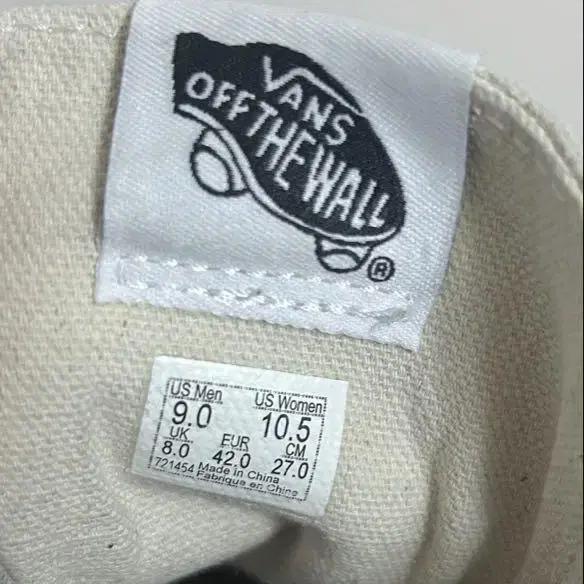 VANS
OFF THE WALL
®
US Men US Women
9.0 10.5
UK EUR CM
8.0 42.0 27.0
721454 Made in China
Fabriqué en Chine